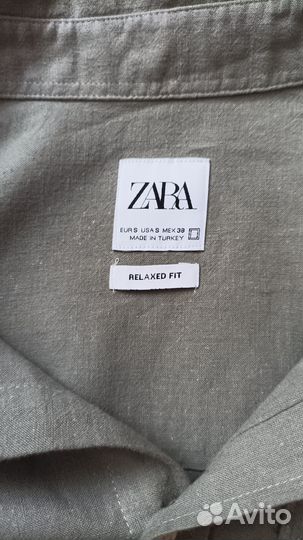 ZARA
EUR S USA S MEX 38
MADE IN TURKEY
RELAXED FIT
Avito